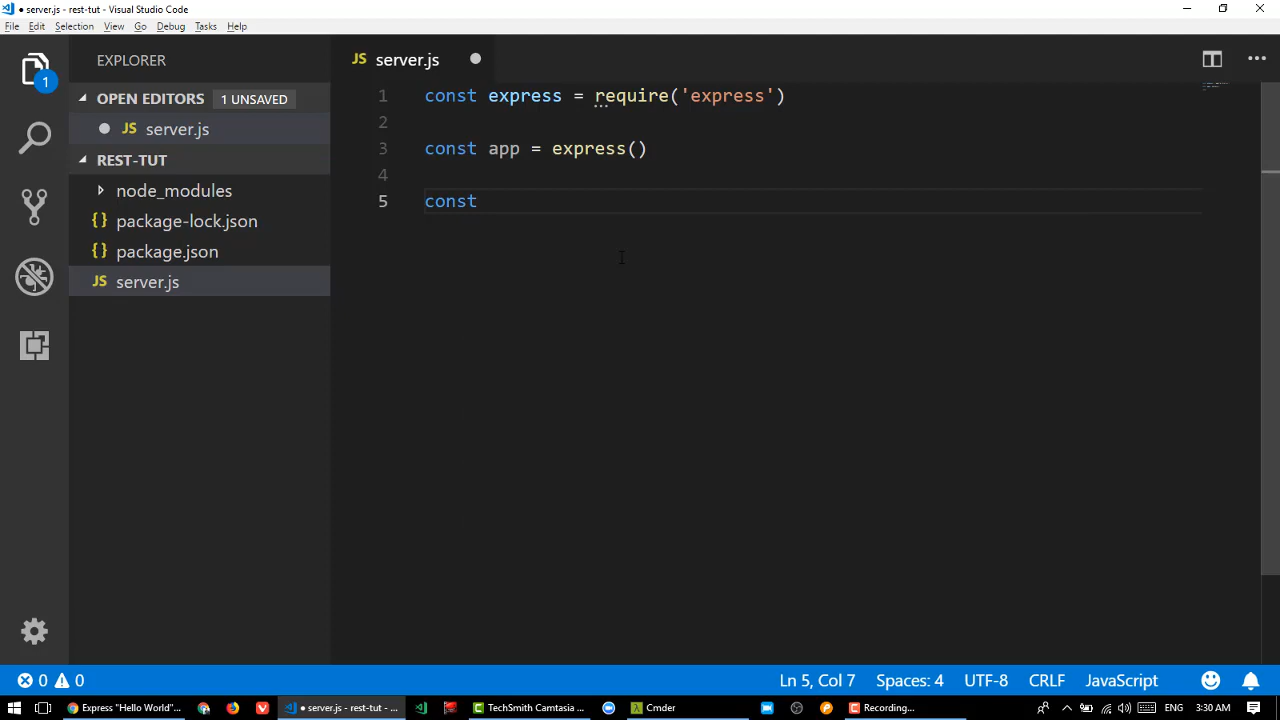 ● server.js - rest-tut - Visual Studio Code
File Edit Selection View Go Debug Tasks Help
1
EXPLORER
OPEN EDITORS 1 UNSAVED
JS server.js
REST-TUT
node_modules
{} package-lock.json
{} package.json
JS server.js
JS server.js
1 const express = require('express')
2
3 const app = express()
4
5 const
0 0
Ln 5, Col 7 Spaces: 4 UTF-8 CRLF JavaScript
Express "Hello World"... ● server.js - rest-tut - ... TechSmith Camtasia ... Cmder Recording... ENG 3:30 AM